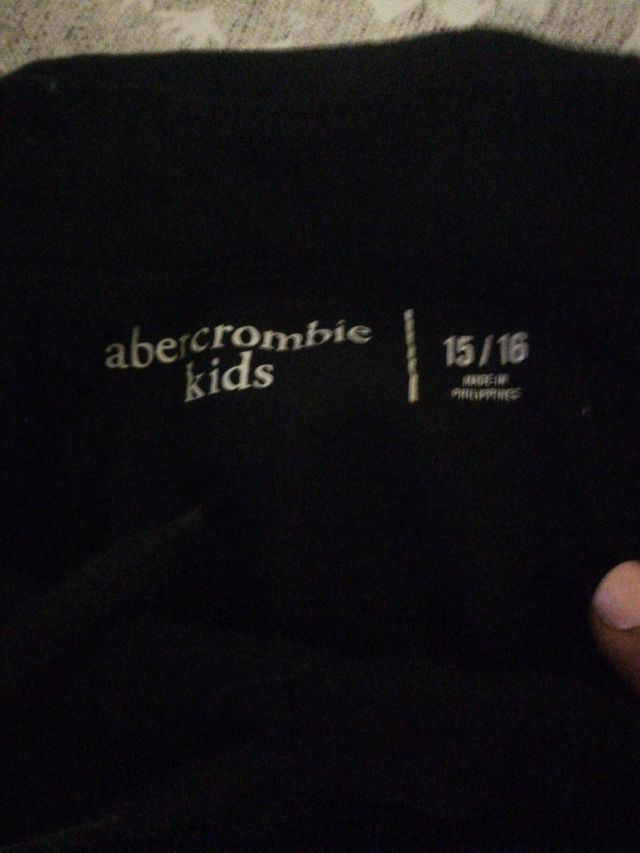 abercrombie
kids
15/16
MADE IN
PHILIPPINES